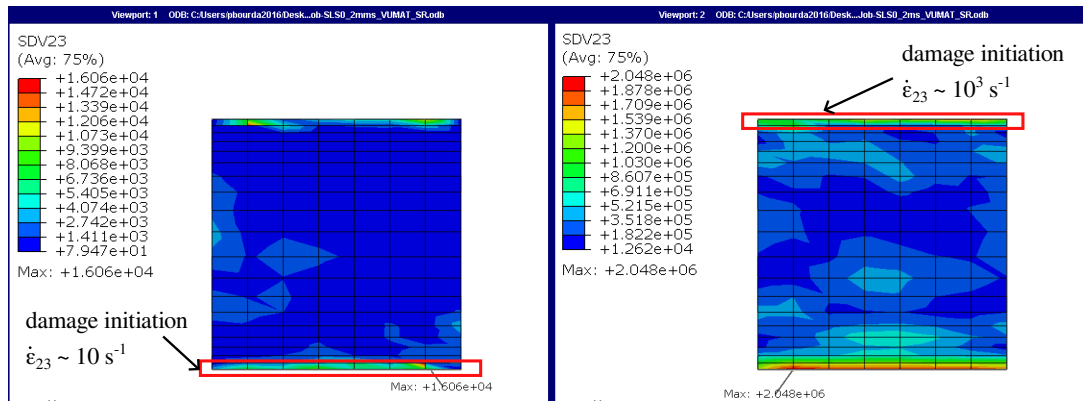 Viewport: 1 ODB: C:/Users/pbourda2016/Desk...ob-SLS0_2mms_VUMAT_SR.odb
SDV23
(Avg: 75%)
+1.606e+04
+1.472e+04
+1.339e+04
+1.206e+04
+1.073e+04
+9.399e+03
+8.068e+03
+6.736e+03
+5.405e+03
+4.074e+03
+2.742e+03
+1.411e+03
+7.947e+01
Max: +1.606e+04
damage initiation
ε̇23 ~ 10 s-1
Max: +1.606e+04
Viewport: 2 ODB: C:/Users/pbourda2016/Desk...Job-SLS0_2ms_VUMAT_SR.odb
SDV23
(Avg: 75%)
+2.048e+06
+1.878e+06
+1.709e+06
+1.539e+06
+1.370e+06
+1.200e+06
+1.030e+06
+8.607e+05
+6.911e+05
+5.215e+05
+3.518e+05
+1.822e+05
+1.262e+04
Max: +2.048e+06
damage initiation
ε̇23 ~ 10³ s-1
Max: +2.048e+06